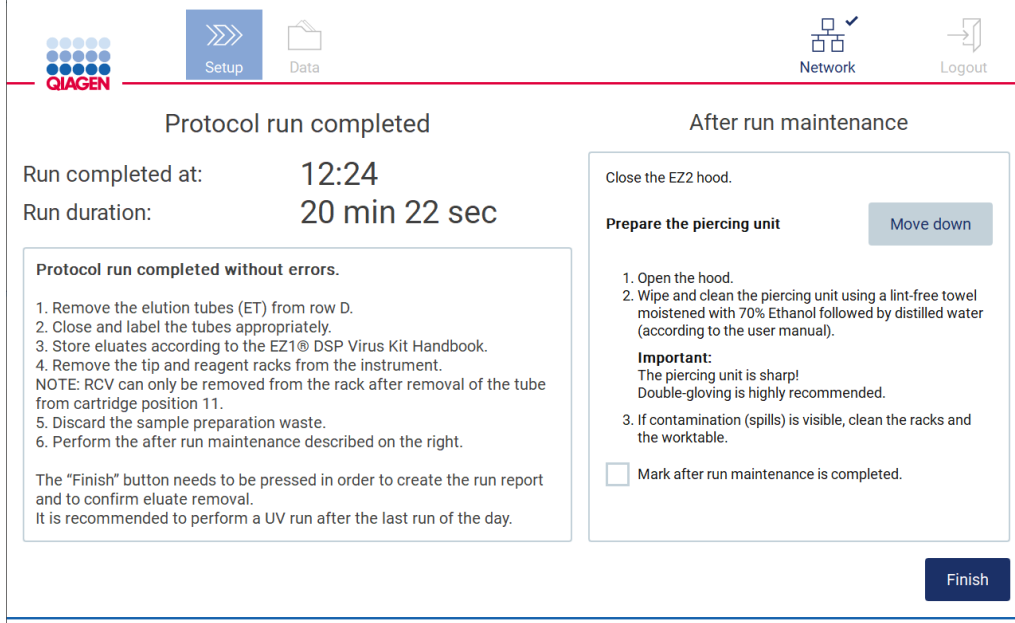 QIAGEN
Setup
Data
Network
Logout
Protocol run completed
Run completed at: 12:24
Run duration: 20 min 22 sec
Protocol run completed without errors.
1. Remove the elution tubes (ET) from row D.
2. Close and label the tubes appropriately.
3. Store eluates according to the EZ1® DSP Virus Kit Handbook.
4. Remove the tip and reagent racks from the instrument.
NOTE: RCV can only be removed from the rack after removal of the tube
from cartridge position 11.
5. Discard the sample preparation waste.
6. Perform the after run maintenance described on the right.
The “Finish” button needs to be pressed in order to create the run report
and to confirm eluate removal.
It is recommended to perform a UV run after the last run of the day.
After run maintenance
Close the EZ2 hood.
Prepare the piercing unit
Move down
1. Open the hood.
2. Wipe and clean the piercing unit using a lint-free towel
moistened with 70% Ethanol followed by distilled water
(according to the user manual).
Important:
The piercing unit is sharp!
Double-gloving is highly recommended.
3. If contamination (spills) is visible, clean the racks and
the worktable.
Mark after run maintenance is completed.
Finish